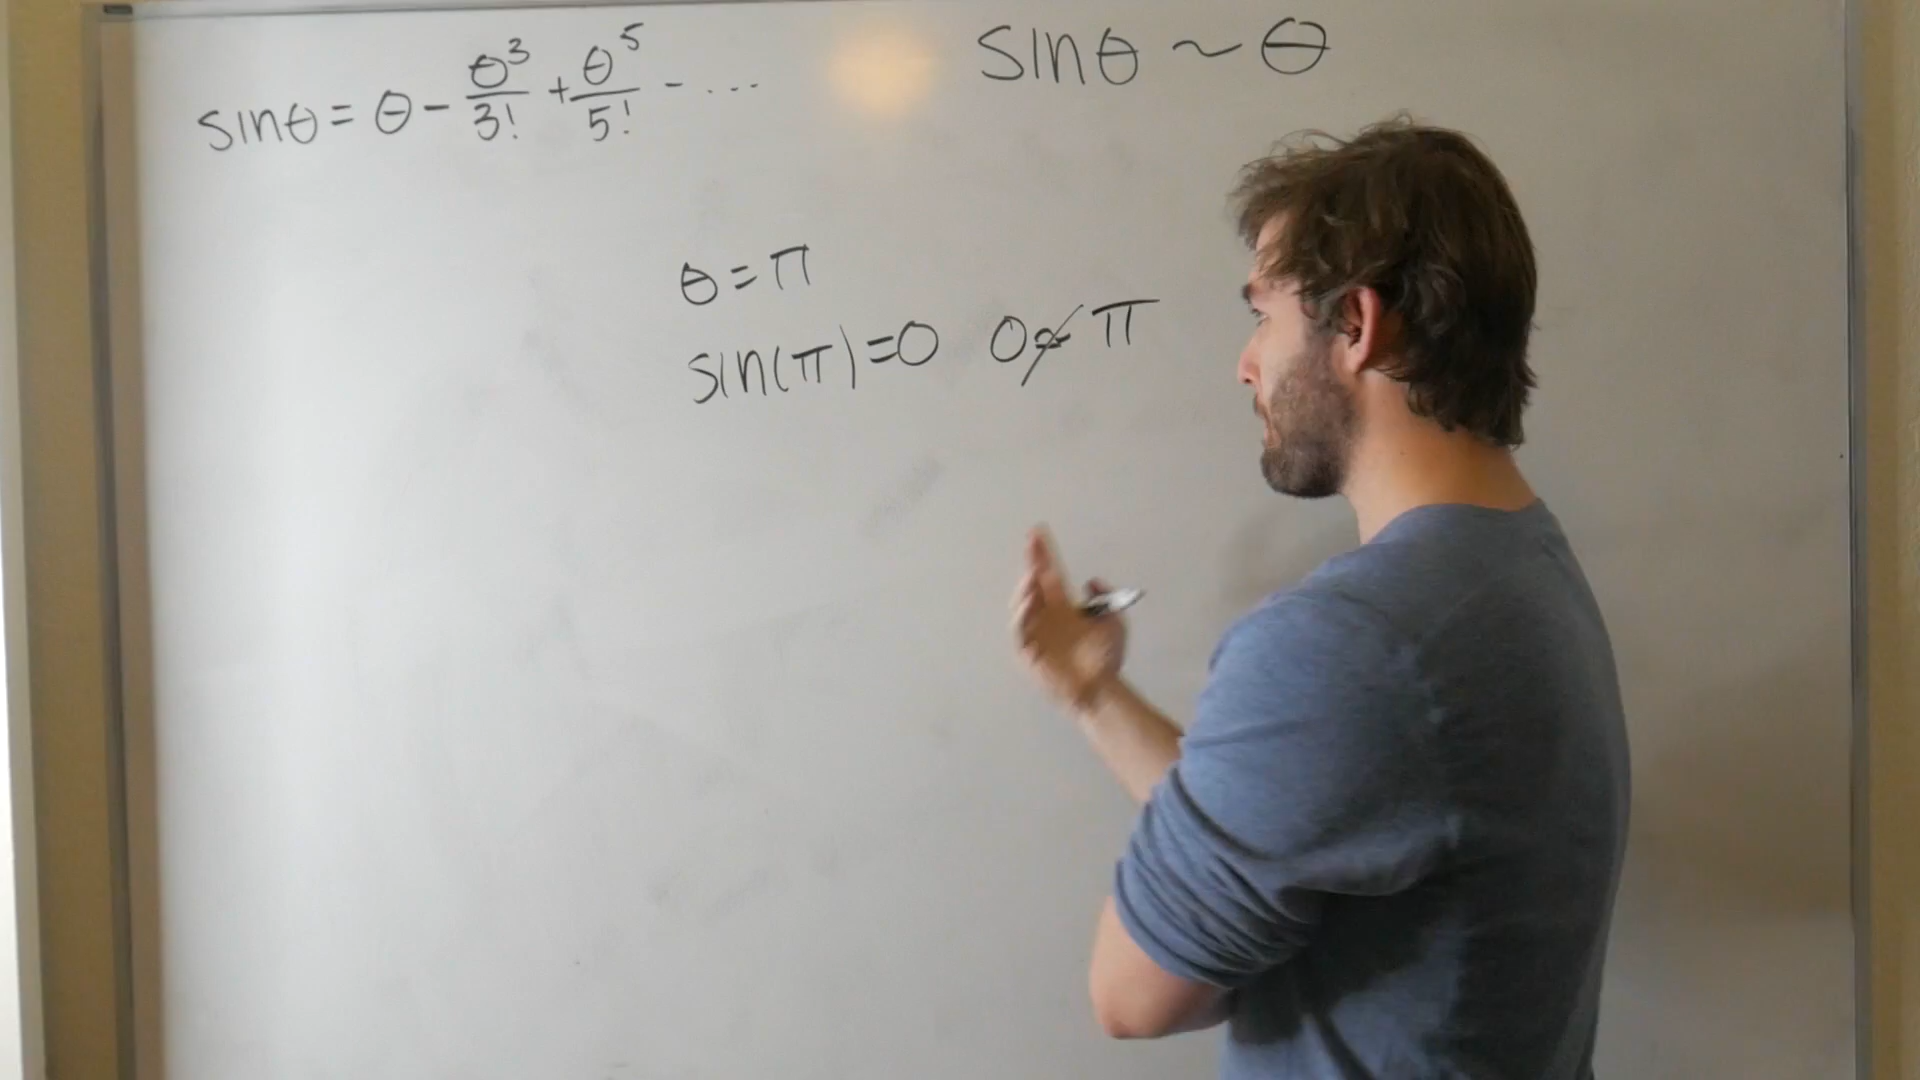 sinθ = θ - θ³/3! + θ⁵/5! - ...
sinθ ~ θ
θ = π
sin(π) = 0 0 ≉ π